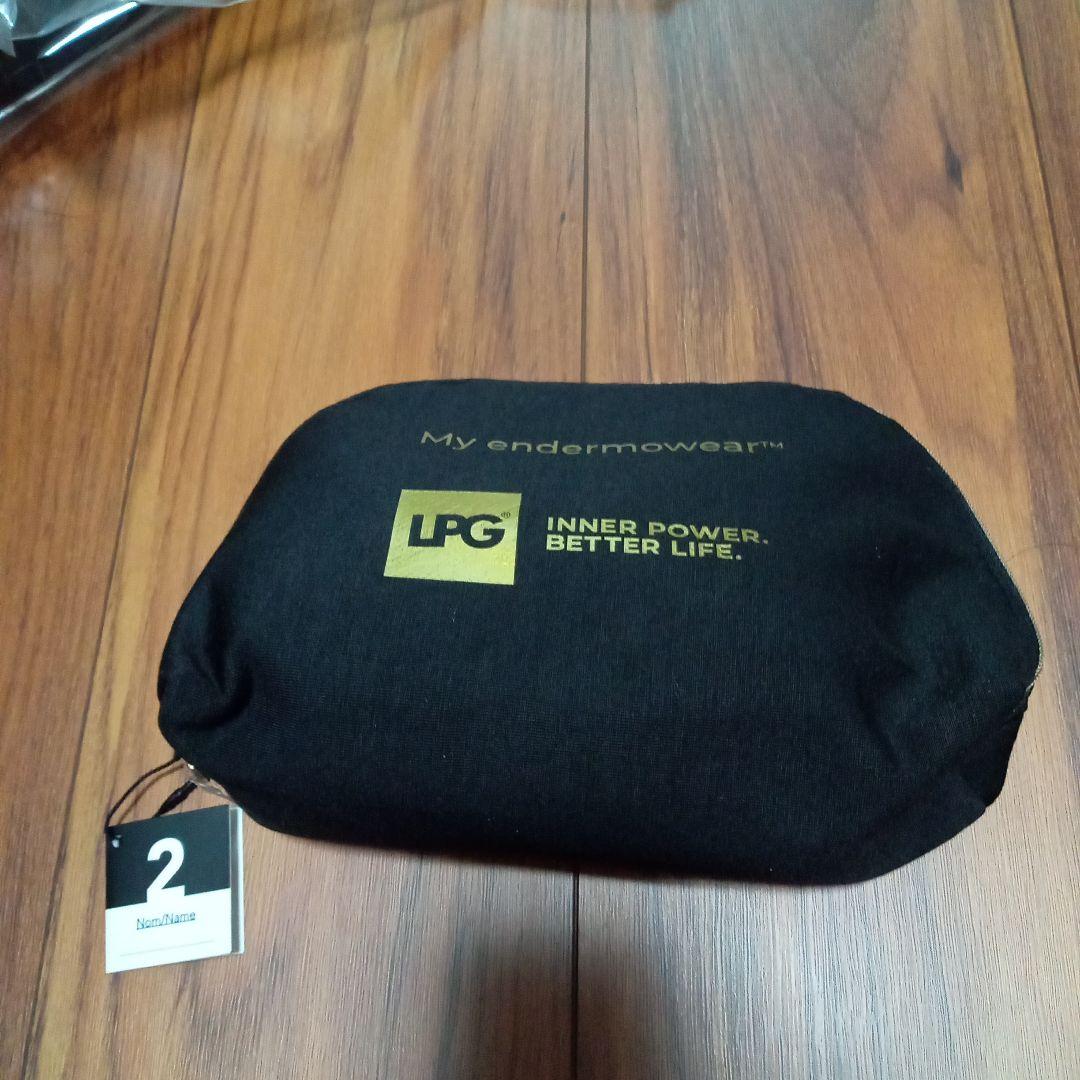 My endermowear™
LPG®
INNER POWER.
BETTER LIFE.
2
Nom/Name